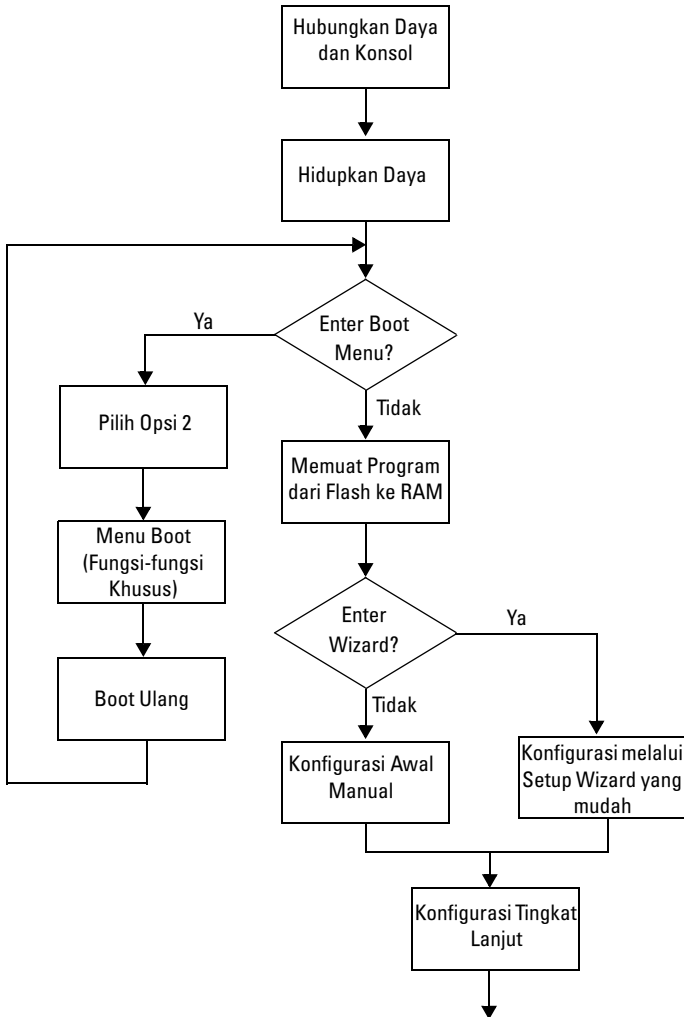 Hubungkan Daya
dan Konsol
Hidupkan Daya
Enter Boot
Menu?
Ya
Tidak
Pilih Opsi 2
Menu Boot
(Fungsi-fungsi
Khusus)
Boot Ulang
Memuat Program
dari Flash ke RAM
Enter
Wizard?
Ya
Tidak
Konfigurasi Awal
Manual
Konfigurasi melalui
Setup Wizard yang
mudah
Konfigurasi Tingkat
Lanjut